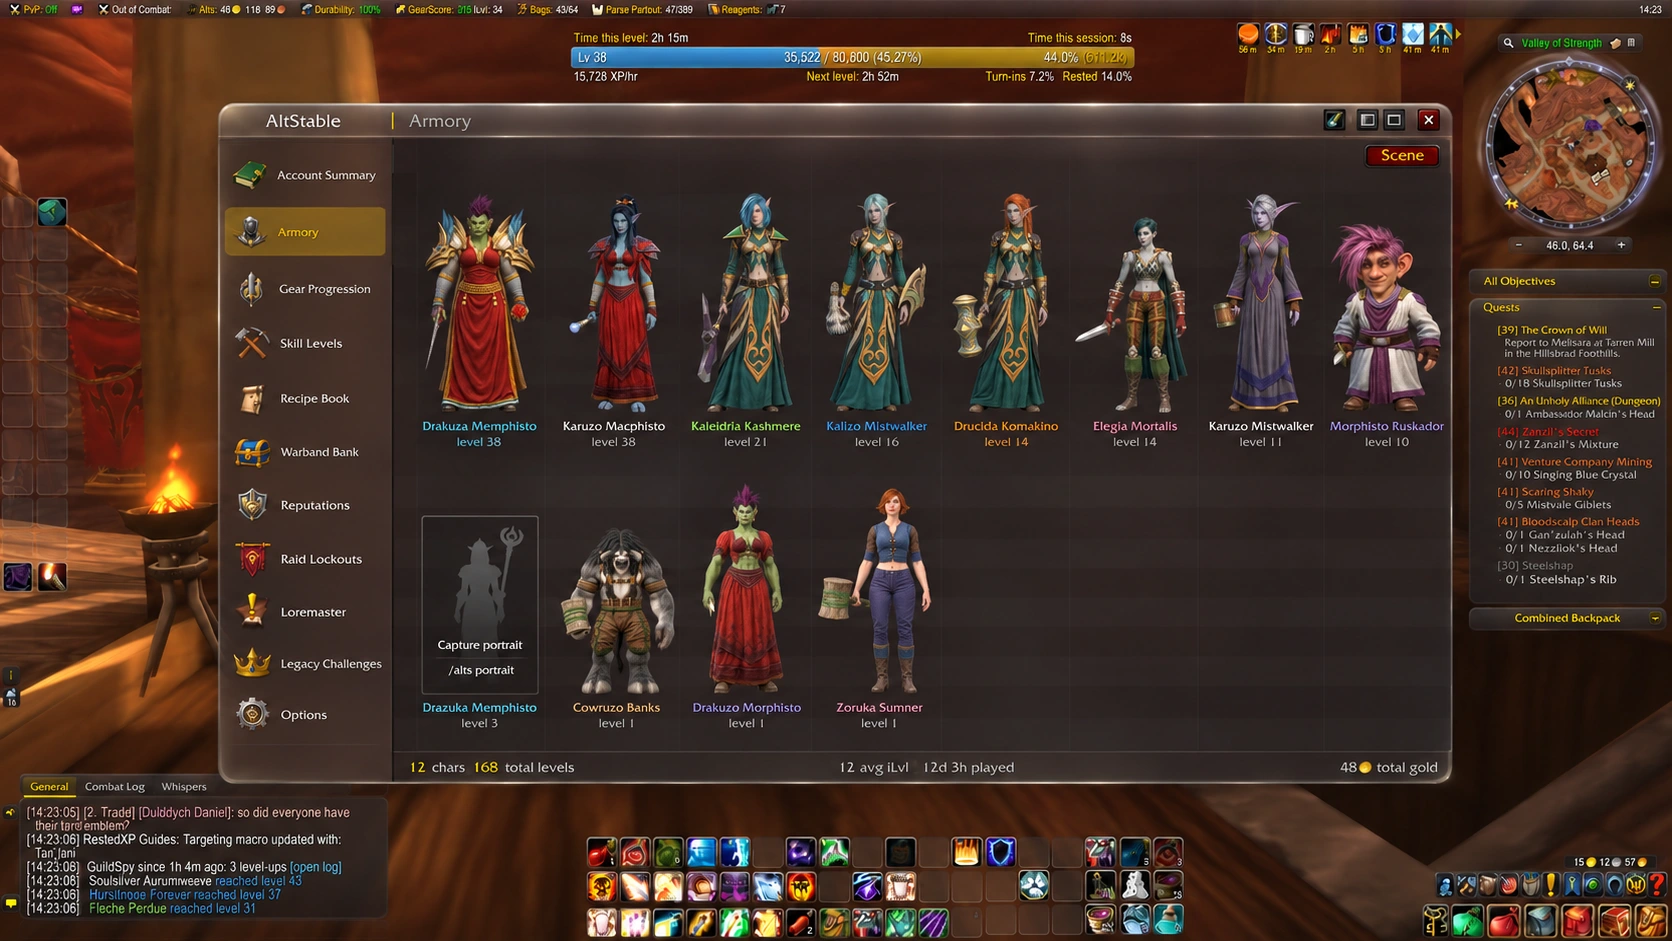 PvP: Off
Out of Combat
Alts: 46 118 89
Durability: 100%
GearScore: 915 iLvl: 34
Bags: 43/64
Parse Partout: 47/389
Reagents: 7
14:23
Time this level: 2h 15m
Time this session: 8s
Lv 38
35,522 / 80,800 (45.27%)
44.0%
15,728 XP/hr
Next level: 2h 52m
Turn-ins 7.2% Rested 14.0%
56 m
34 m
19 m
2 h
5 h
41 m
41 m
Valley of Strength
46.0, 64.4
AltStable
Armory
Scene
Account Summary
Armory
Gear Progression
Skill Levels
Recipe Book
Warband Bank
Reputations
Raid Lockouts
Loremaster
Legacy Challenges
Options
Drakuza Memphisto
level 38
Karuzo Macphisto
level 38
Kaleidria Kashmere
level 21
Kalizo Mistwalker
level 16
Drucida Komakino
level 14
Elegia Mortalis
level 14
Karuzo Mistwalker
level 11
Morphisto Ruskador
level 10
Capture portrait
/alts portrait
Drazuka Memphisto
level 3
Cowruzo Banks
level 1
Drakuzo Morphisto
level 1
Zoruka Sumner
level 1
12 chars 168 total levels
12 avg iLvl 12d 3h played
48 total gold
All Objectives
Quests
[39] The Crown of Will
Report to Melisara at Tarren Mill
in the Hillsbrad Foothills.
[42] Skullsplitter Tusks
0/18 Skullsplitter Tusks
[36] An Unholy Alliance (Dungeon)
0/1 Ambassador Malcin's Head
[44] Zanzil's Secret
0/12 Zanzil's Mixture
[41] Venture Company Mining
0/10 Singing Blue Crystal
[41] Scaring Shaky
0/5 Mistvale Giblets
[41] Bloodscalp Clan Heads
0/1 Gan'zulah's Head
0/1 Nezzliok's Head
[30] Steelshap
0/1 Steelshap's Rib
Combined Backpack
16
General
Combat Log
Whispers
[14:23:05] [2. Trade] [Dulddych Daniel]: so did everyone have
their emblem?
[14:23:06] RestedXP Guides: Targeting macro updated with:
[14:23:08] GuildSpy since 1h 4m ago: 3 level-ups [open log]
[14:23:08] Soulsilver reached level 43
[14:23:06] Forever reached level 37
[14:23:06] Fleche Perdue reached level 31
15 12 57